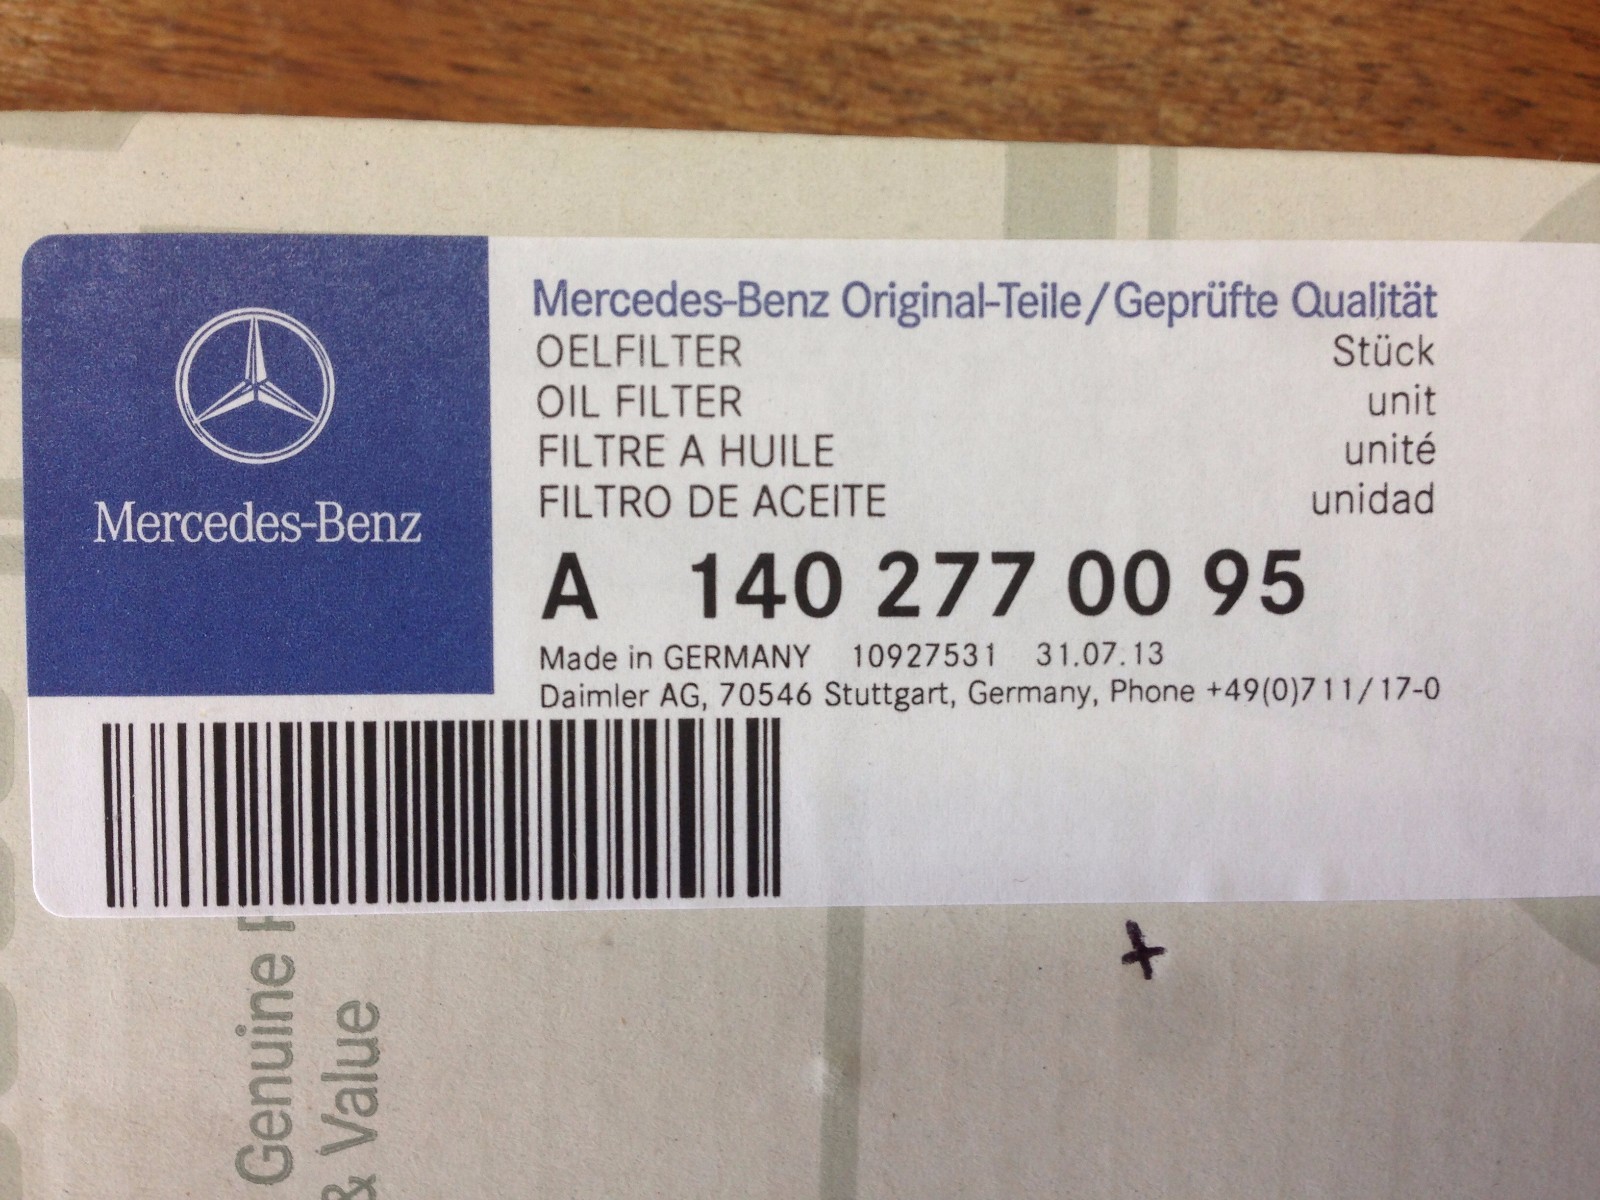 Mercedes-Benz
Mercedes-Benz Original-Teile/Geprüfte Qualität
OELFILTER Stück
OIL FILTER unit
FILTRE A HUILE unité
FILTRO DE ACEITE unidad
A 140 277 00 95
Made in GERMANY 10927531 31.07.13
Daimler AG, 70546 Stuttgart, Germany, Phone +49(0)711/17-0
Genuine
& Value